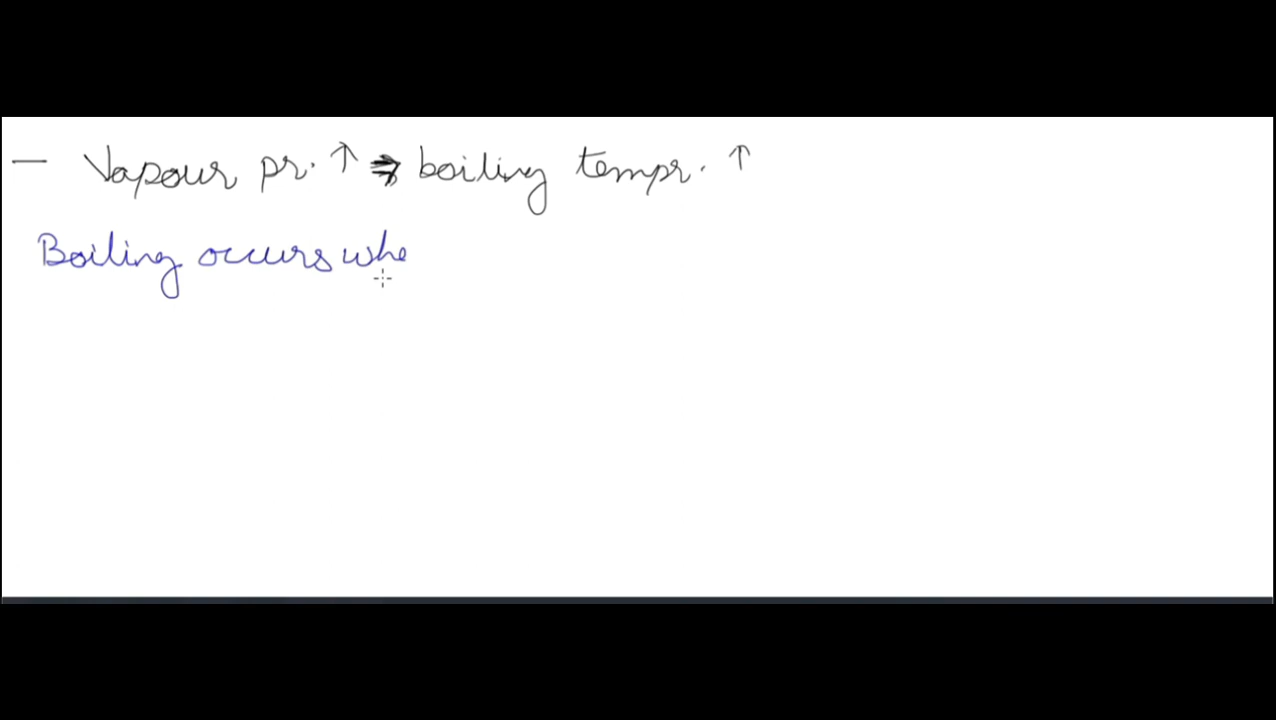 — Vapour pr. ↑ ⇒ boiling tempr. ↑
Boiling occurs whe